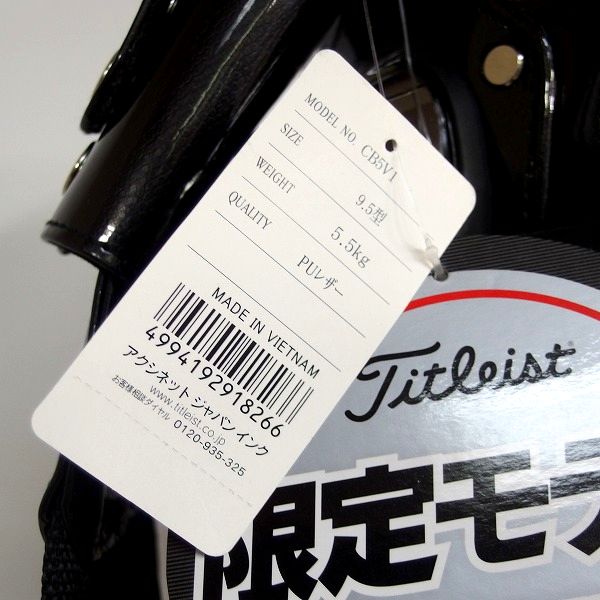 MODEL NO. CB5V1
SIZE 9.5型
WEIGHT 5.5kg
QUALITY PUレザー
MADE IN VIETNAM
4994192918266
アクシネット ジャパン インク
www.titleist.co.jp
お客様相談ダイヤル 0120-935-325
Titleist
限定モデ